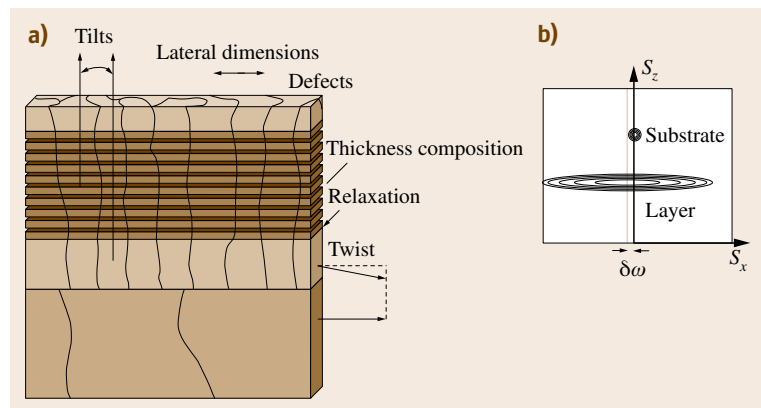 a)
Tilts
Lateral dimensions
Defects
Thickness composition
Relaxation
Twist
b)
S_z
Substrate
Layer
S_x
δω